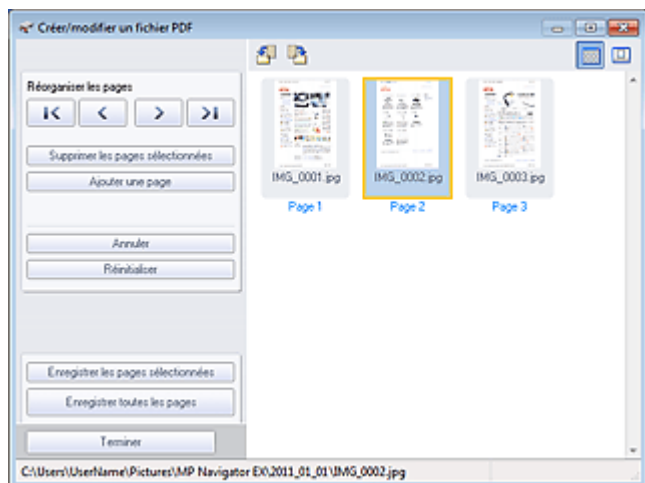 Créer/modifier un fichier PDF
Réorganiser les pages
Supprimer les pages sélectionnées
Ajouter une page
Annuler
Réinitialiser
Enregistrer les pages sélectionnées
Enregistrer toutes les pages
Terminer
IMG_0001.jpg IMG_0002.jpg IMG_0003.jpg
Page 1 Page 2 Page 3
C:\Users\UserName\Pictures\MP Navigator EX\2011_01_01\IMG_0002.jpg